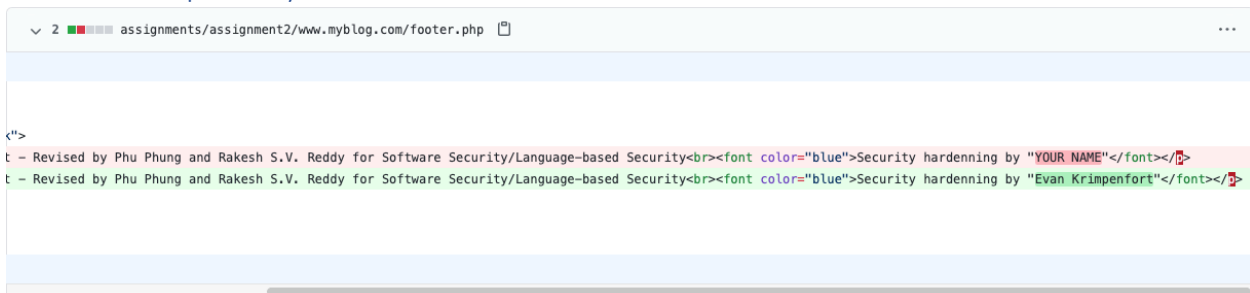 2 assignments/assignment2/www.myblog.com/footer.php ...
">
t - Revised by Phu Phung and Rakesh S.V. Reddy for Software Security/Language-based Security<br><font color="blue">Security hardenning by "YOUR NAME"</font></p>
t - Revised by Phu Phung and Rakesh S.V. Reddy for Software Security/Language-based Security<br><font color="blue">Security hardenning by "Evan Krimpenfort"</font></p>